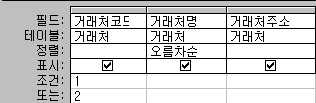 필드: 거래처코드 거래처명 거래처주소
테이블: 거래처 거래처 거래처
정렬: 오름차순
표시:
조건: 1
또는: 2